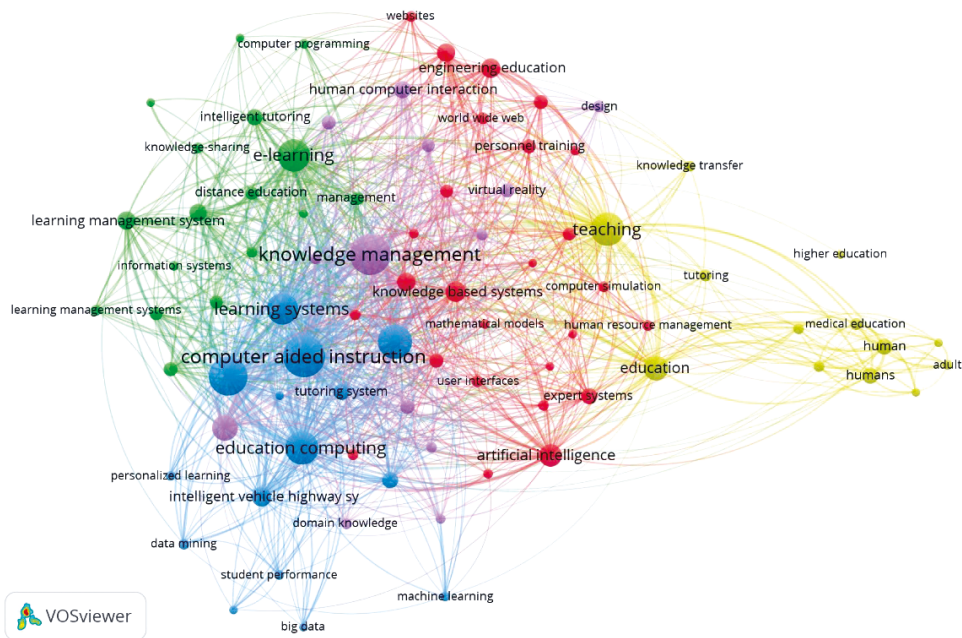 websites
computer programming
engineering education
human computer interaction
design
intelligent tutoring
world wide web
knowledge-sharing
personnel training
e-learning
knowledge transfer
distance education
virtual reality
management
learning management system
teaching
knowledge management
higher education
information systems
tutoring
computer simulation
knowledge based systems
learning systems
learning management systems
mathematical models
human resource management
medical education
human
computer aided instruction
education
adult
humans
user interfaces
tutoring system
expert systems
education computing
artificial intelligence
personalized learning
intelligent vehicle highway sy
domain knowledge
data mining
student performance
machine learning
big data
VOSviewer